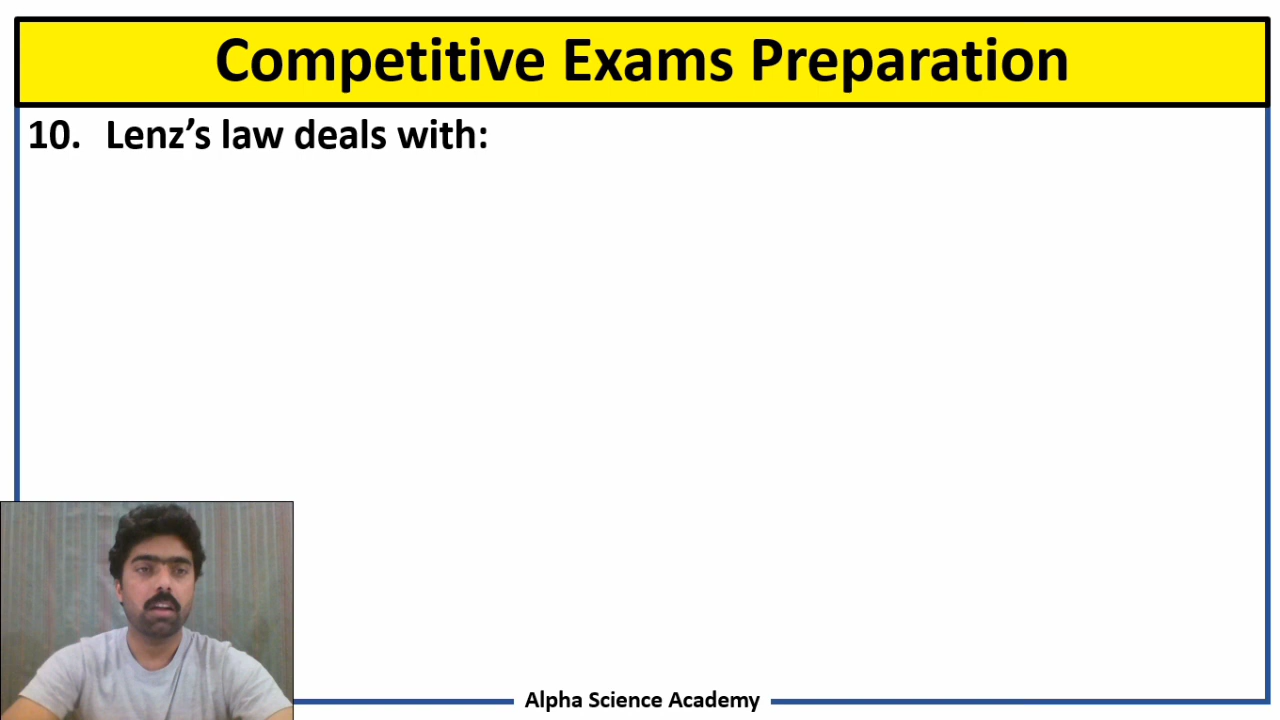 Competitive Exams Preparation
10. Lenz’s law deals with:
Alpha Science Academy